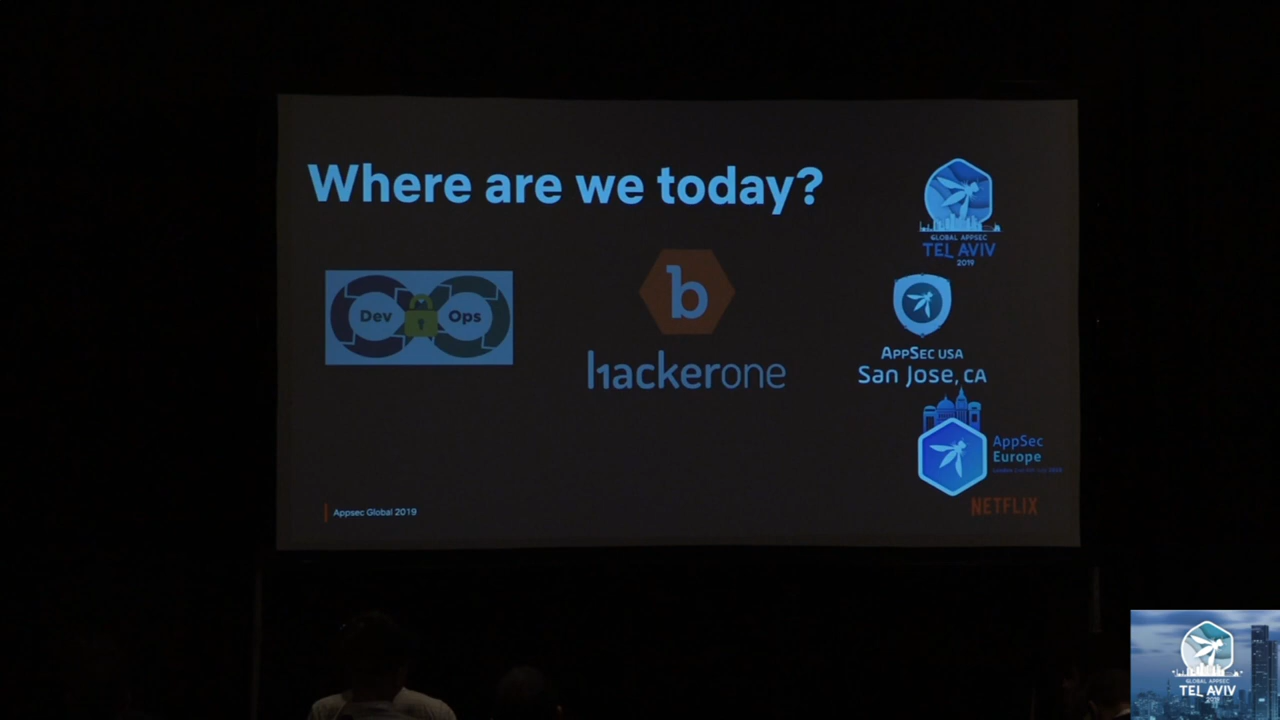 Where are we today?
GLOBAL APPSEC
TEL AVIV
2019
Dev
Ops
b
hackerone
APPSEC USA
San Jose, CA
AppSec
Europe
Appsec Global 2019
NETFLIX
GLOBAL APPSEC
TEL AVIV
2019